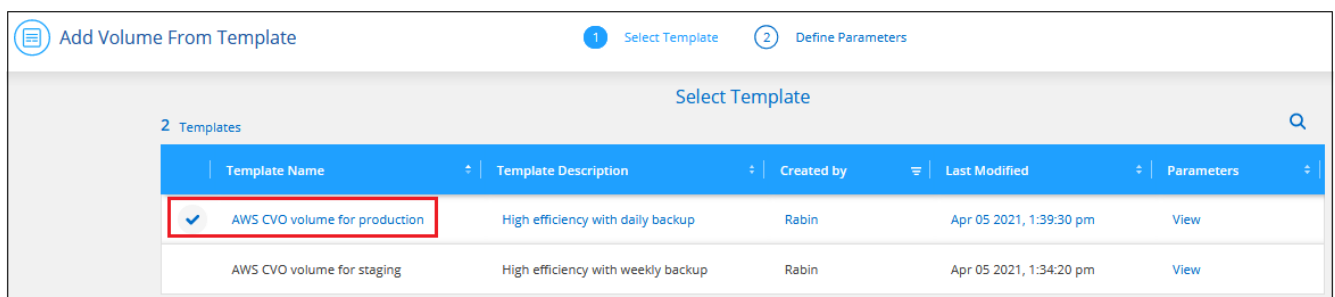 Add Volume From Template
1 Select Template 2 Define Parameters
Select Template
2 Templates
Template Name Template Description Created by Last Modified Parameters
AWS CVO volume for production High efficiency with daily backup Rabin Apr 05 2021, 1:39:30 pm View
AWS CVO volume for staging High efficiency with weekly backup Rabin Apr 05 2021, 1:34:20 pm View